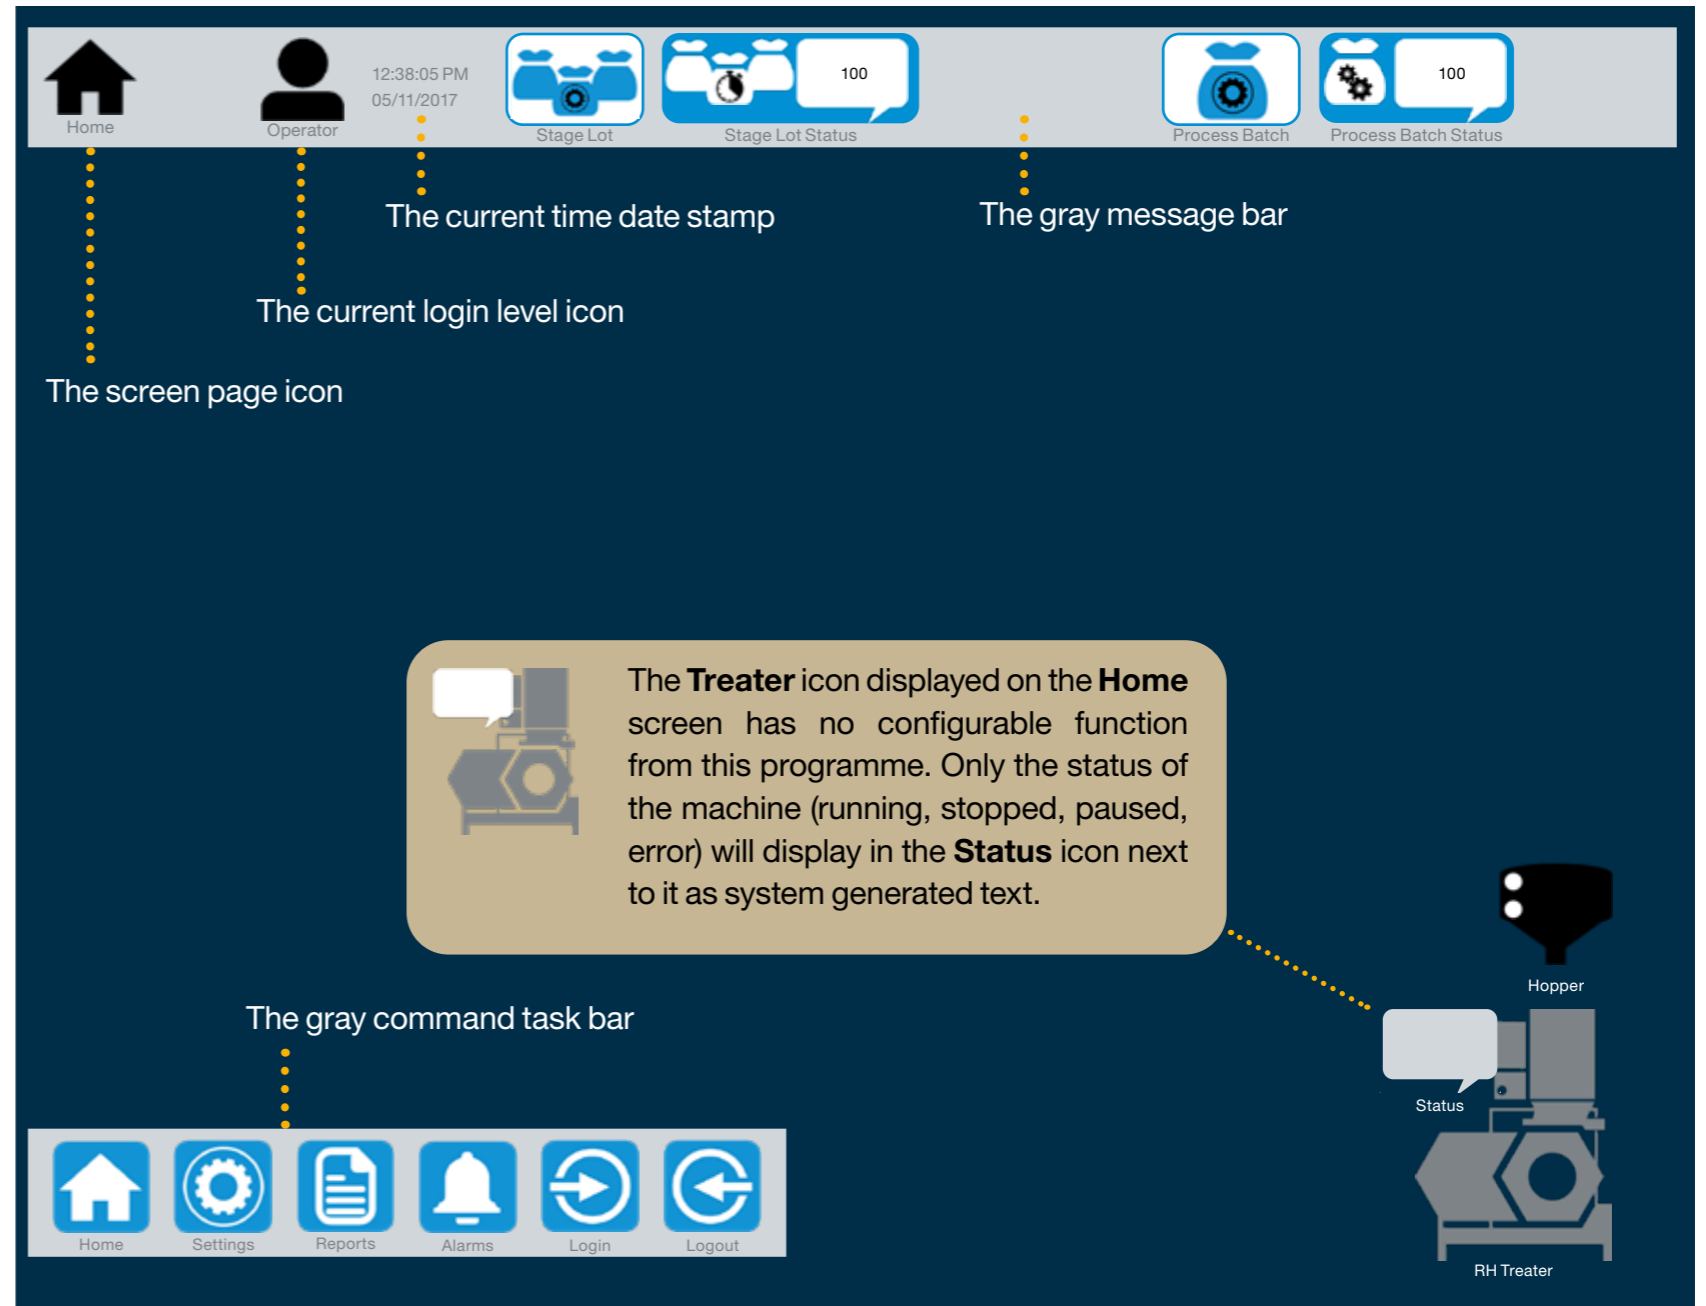 12:38:05 PM
05/11/2017
100
100
Home
Operator
Stage Lot
Stage Lot Status
Process Batch
Process Batch Status
The current time date stamp
The gray message bar
The current login level icon
The screen page icon
The Treater icon displayed on the Home
screen has no configurable function
from this programme. Only the status of
the machine (running, stopped, paused,
error) will display in the Status icon next
to it as system generated text.
Hopper
The gray command task bar
Status
Home
Settings
Reports
Alarms
Login
Logout
RH Treater